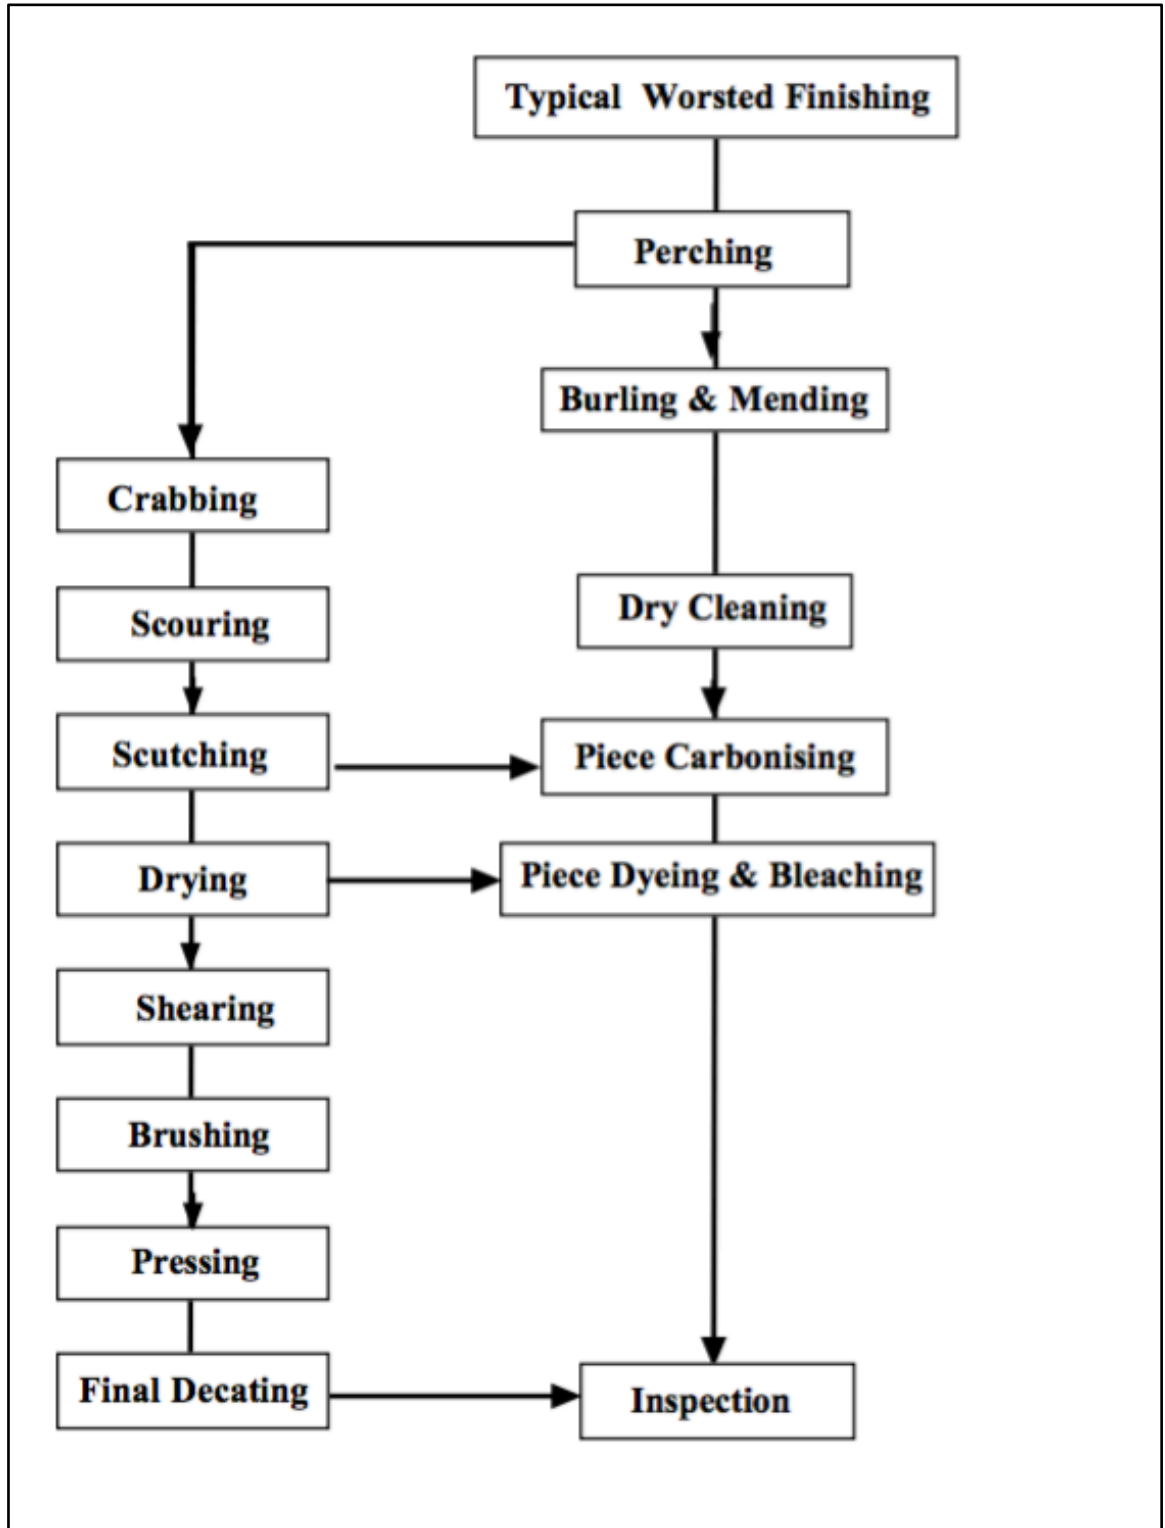 Typical Worsted Finishing
Perching
Burling & Mending
Crabbing
Dry Cleaning
Scouring
Scutching
Piece Carbonising
Drying
Piece Dyeing & Bleaching
Shearing
Brushing
Pressing
Final Decating
Inspection